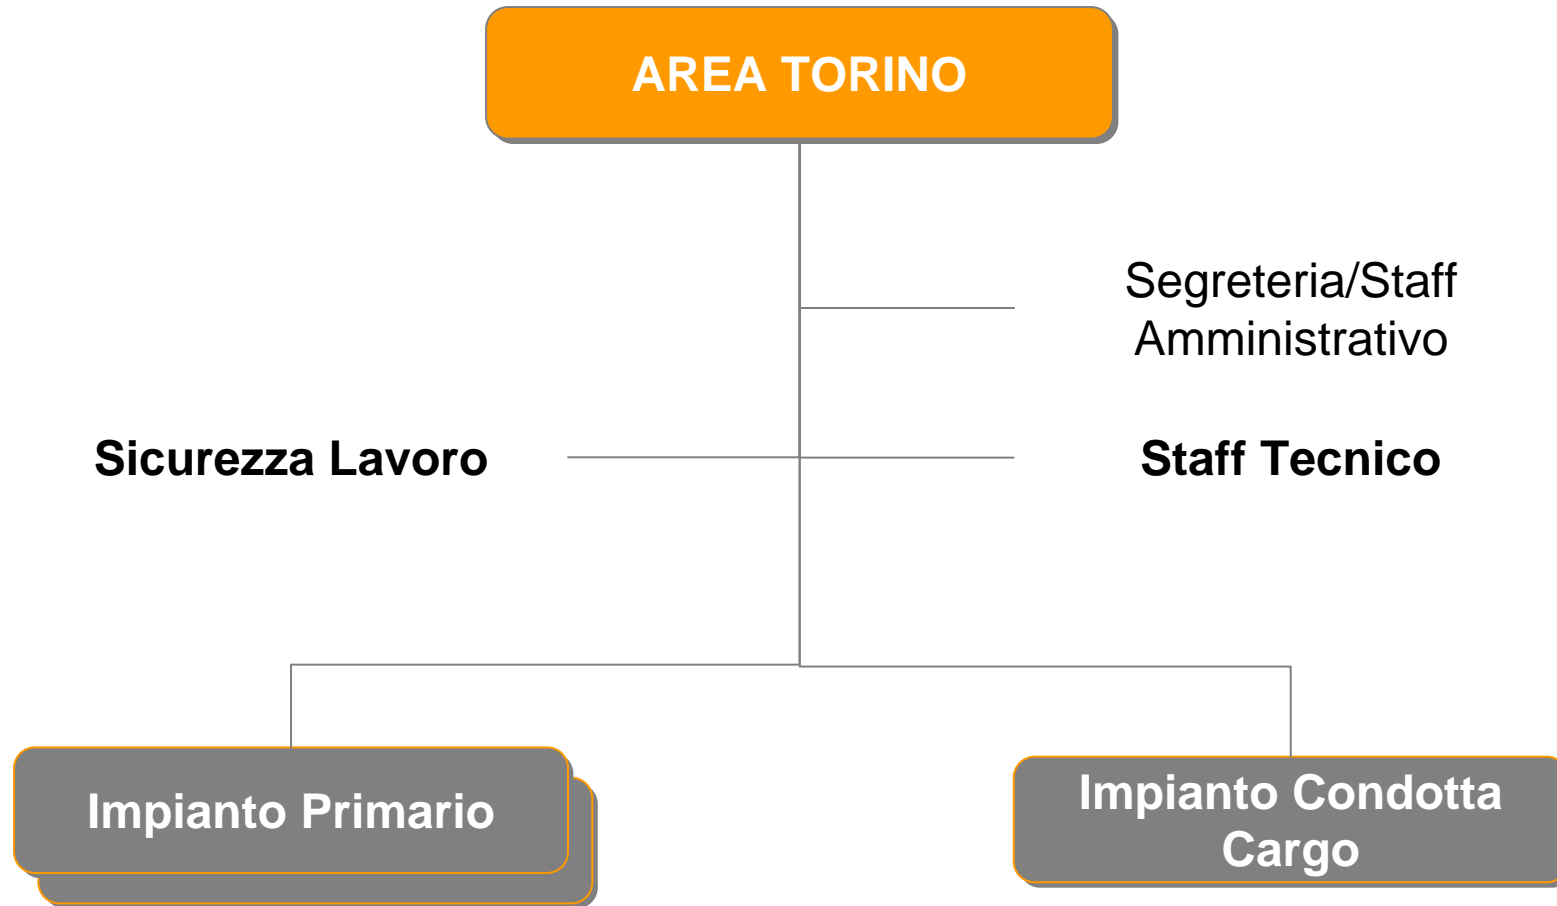 AREA TORINO
Segreteria/Staff
Amministrativo
Sicurezza Lavoro
Staff Tecnico
Impianto Primario
Impianto Condotta
Cargo